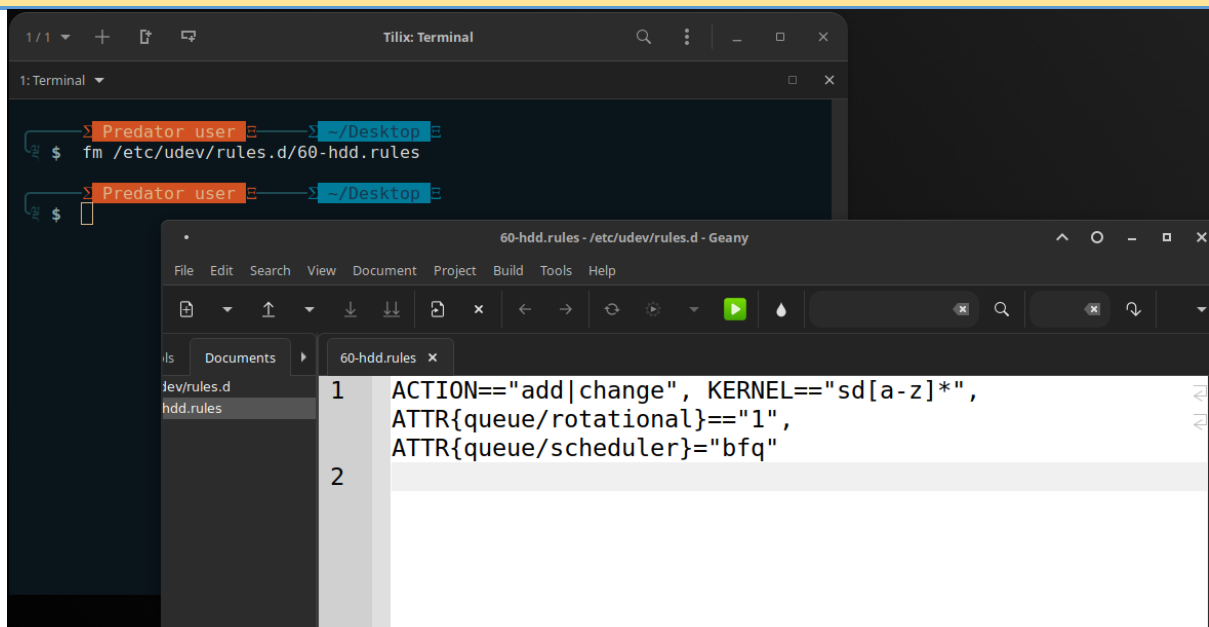 1 / 1
Tilix: Terminal
1: Terminal
Σ Predator user Ξ Σ ~/Desktop Ξ
$ fm /etc/udev/rules.d/60-hdd.rules
Σ Predator user Ξ Σ ~/Desktop Ξ
$
60-hdd.rules - /etc/udev/rules.d - Geany
File Edit Search View Document Project Build Tools Help
ls Documents
60-hdd.rules
dev/rules.d
hdd.rules
1 ACTION=="add|change", KERNEL=="sd[a-z]*",
ATTR{queue/rotational}=="1",
ATTR{queue/scheduler}="bfq"
2